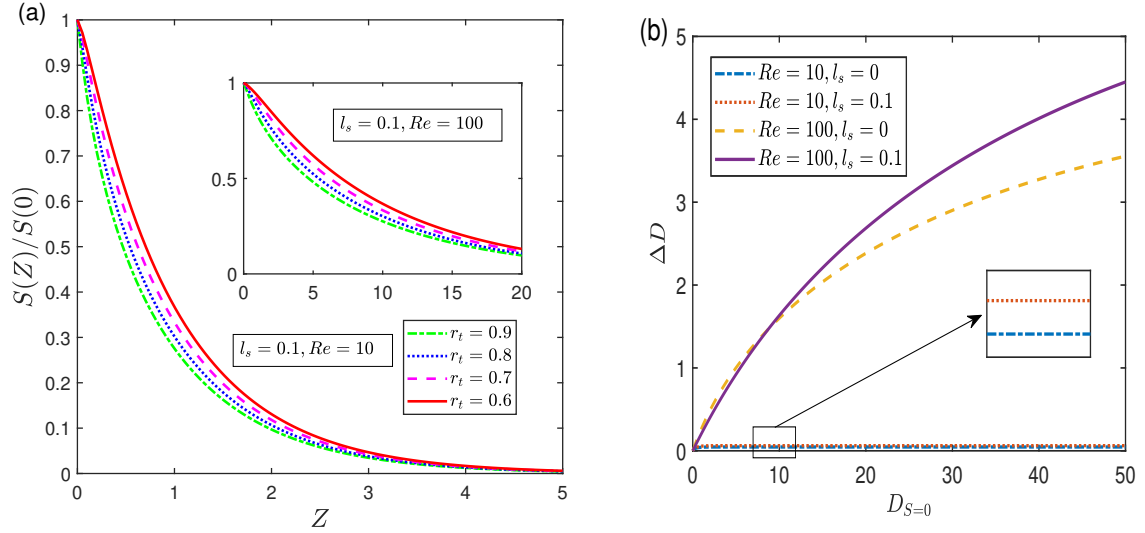 (a)
S(Z)/S(0)
1
0.9
0.8
0.7
0.6
0.5
0.4
0.3
0.2
0.1
0
0 1 2 3 4 5
Z
1
0.5
0
0 5 10 15 20
l_s = 0.1, Re = 100
l_s = 0.1, Re = 10
r_t = 0.9
r_t = 0.8
r_t = 0.7
r_t = 0.6
(b)
ΔD
5
4
3
2
1
0
0 10 20 30 40 50
D_{S=0}
Re = 10, l_s = 0
Re = 10, l_s = 0.1
Re = 100, l_s = 0
Re = 100, l_s = 0.1